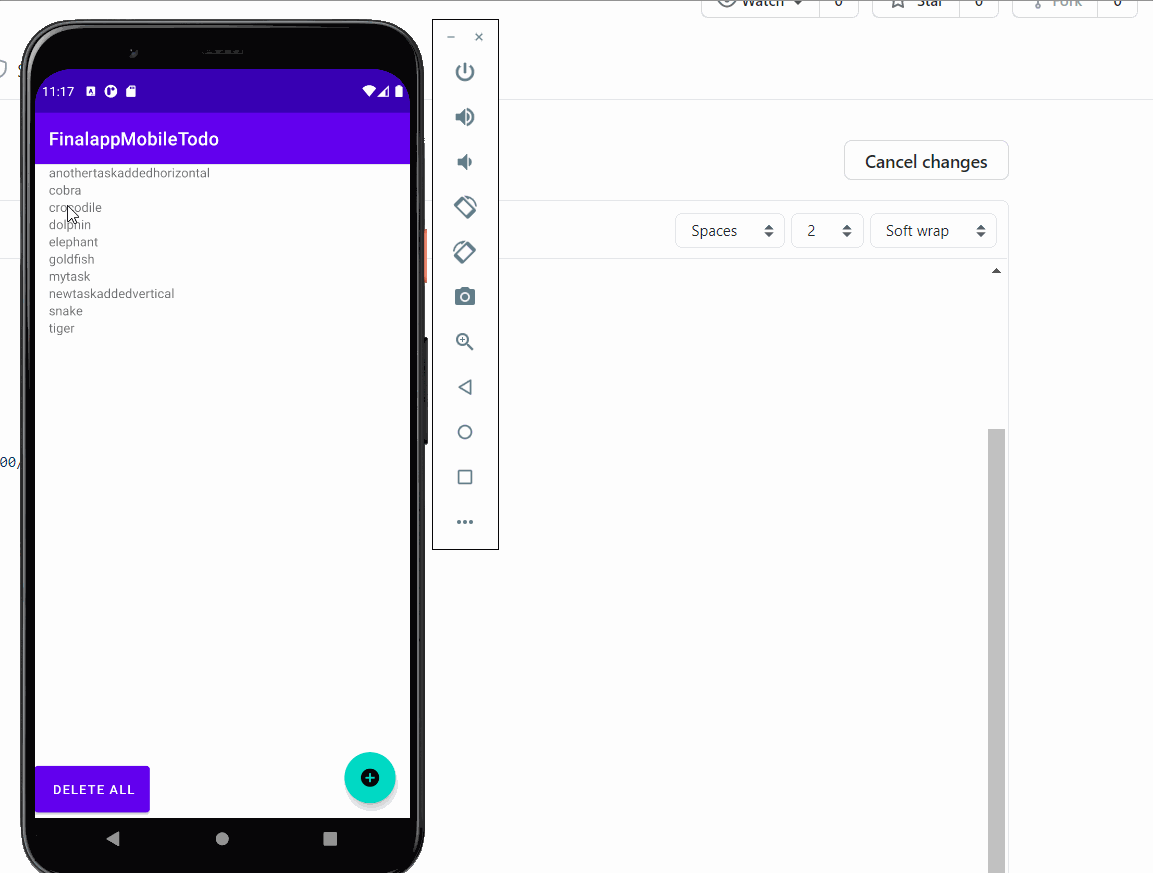 Watch 0 Star 0 Fork 0
11:17
FinalappMobileTodo
Cancel changes
anothertaskaddedhorizontal
cobra
crocodile
dolphin
Spaces 2 Soft wrap
elephant
goldfish
mytask
newtaskaddedvertical
snake
tiger
00/
DELETE ALL